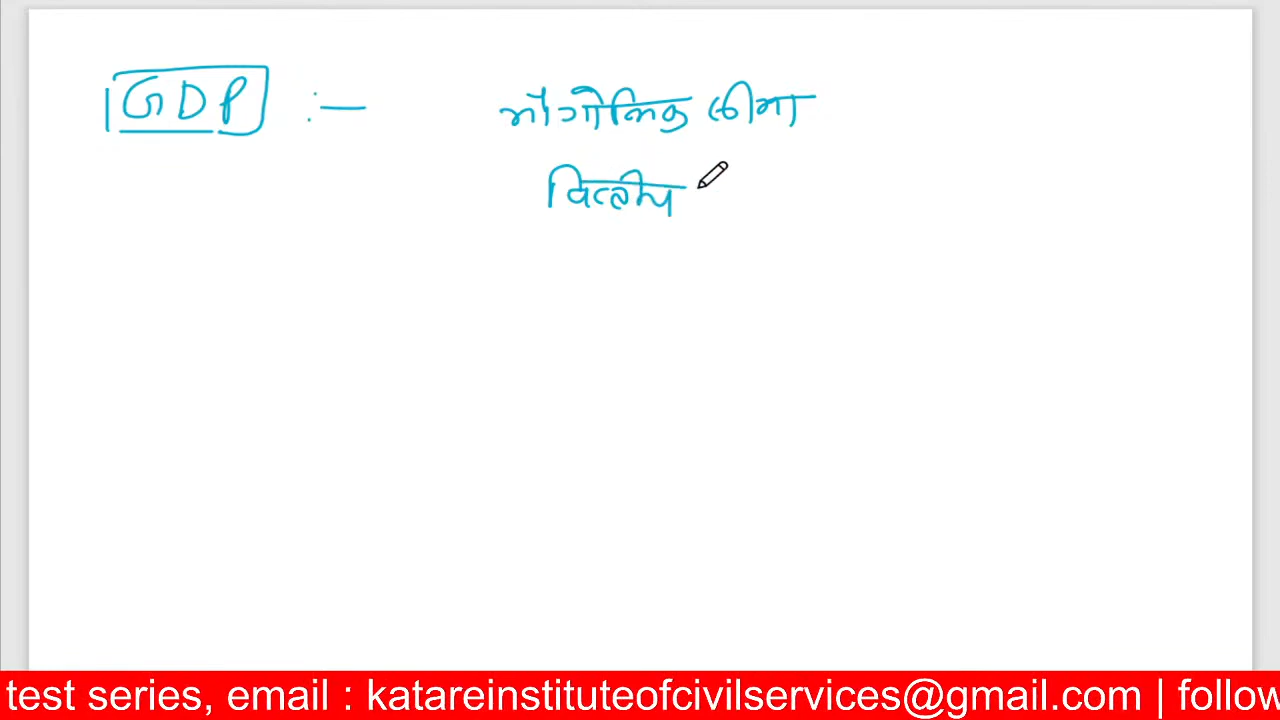 GDP :- भौगोलिक सीमा
वित्तीय
test series, email : katareinstituteofcivilservices@gmail.com | follow